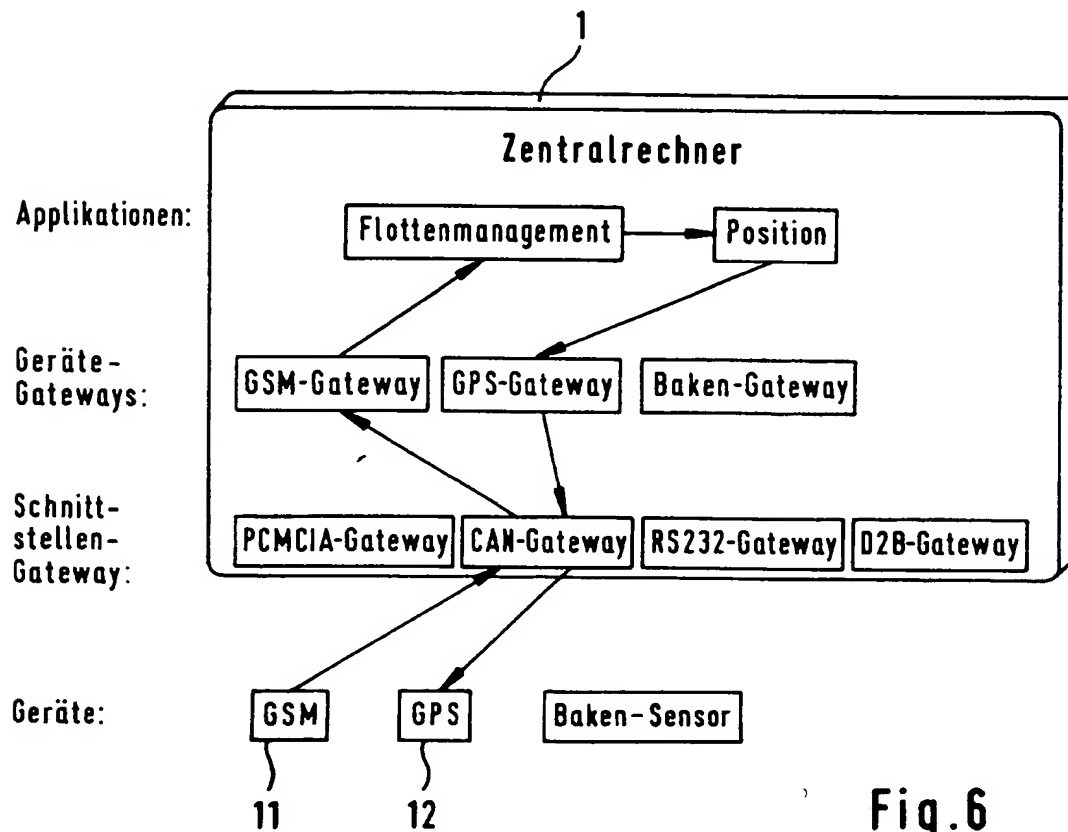 1
Zentralrechner
Applikationen:
Flottenmanagement
Position
Geräte-
Gateways:
GSM-Gateway
GPS-Gateway
Baken-Gateway
Schnitt-
stellen-
Gateway:
PCMCIA-Gateway
CAN-Gateway
RS232-Gateway
D2B-Gateway
Geräte:
GSM
GPS
Baken-Sensor
11
12
Fig.6